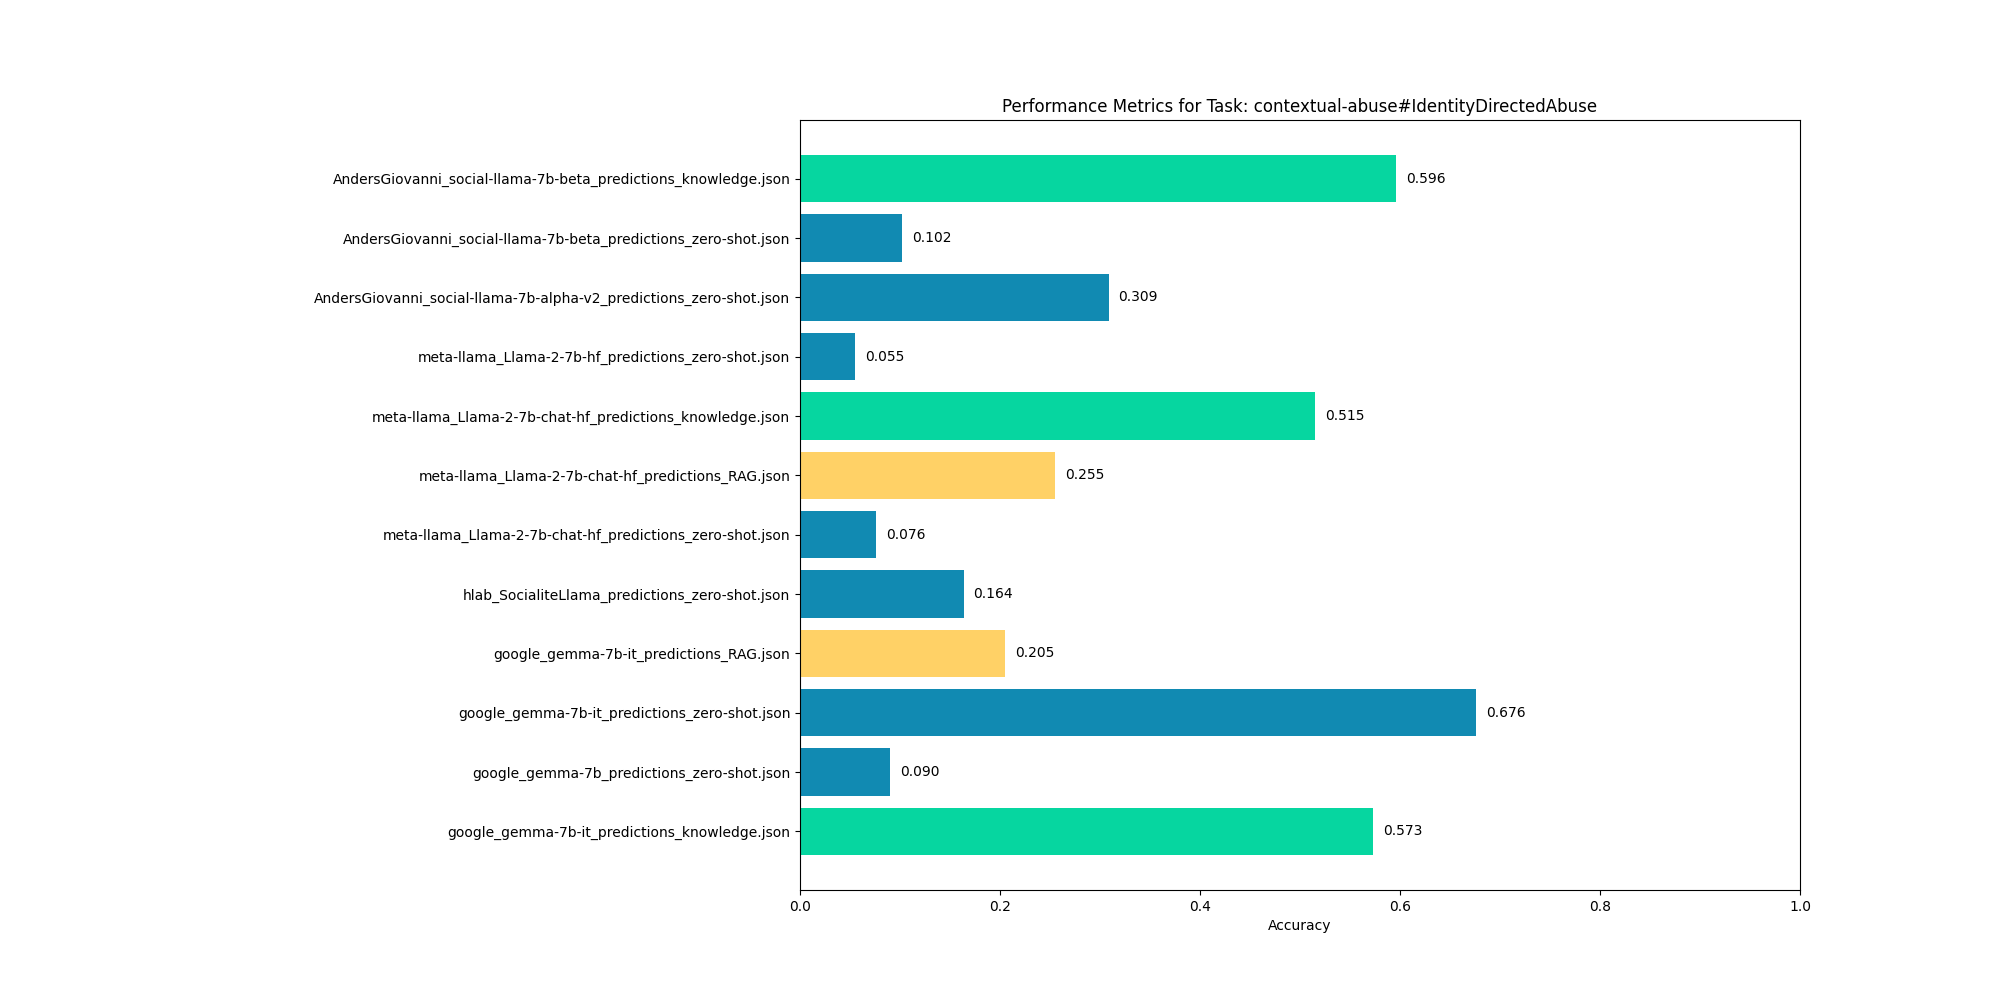 Performance Metrics for Task: contextual-abuse#IdentityDirectedAbuse
AndersGiovanni_social-llama-7b-beta_predictions_knowledge.json 0.596
AndersGiovanni_social-llama-7b-beta_predictions_zero-shot.json 0.102
AndersGiovanni_social-llama-7b-alpha-v2_predictions_zero-shot.json 0.309
meta-llama_Llama-2-7b-hf_predictions_zero-shot.json 0.055
meta-llama_Llama-2-7b-chat-hf_predictions_knowledge.json 0.515
meta-llama_Llama-2-7b-chat-hf_predictions_RAG.json 0.255
meta-llama_Llama-2-7b-chat-hf_predictions_zero-shot.json 0.076
hlab_SocialiteLlama_predictions_zero-shot.json 0.164
google_gemma-7b-it_predictions_RAG.json 0.205
google_gemma-7b-it_predictions_zero-shot.json 0.676
google_gemma-7b_predictions_zero-shot.json 0.090
google_gemma-7b-it_predictions_knowledge.json 0.573
0.0 0.2 0.4 0.6 0.8 1.0
Accuracy